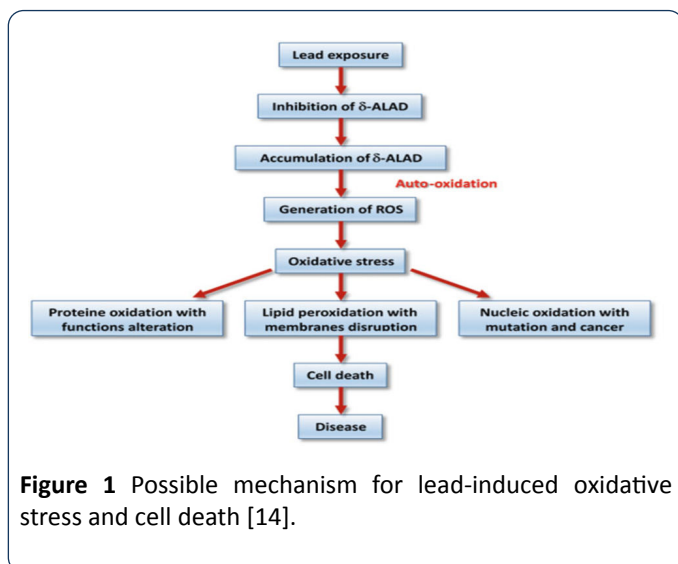 Lead exposure
Inhibition of δ-ALAD
Accumulation of δ-ALAD
Auto-oxidation
Generation of ROS
Oxidative stress
Proteine oxidation with
functions alteration
Lipid peroxidation with
membranes disruption
Nucleic oxidation with
mutation and cancer
Cell death
Disease
Figure 1 Possible mechanism for lead-induced oxidative
stress and cell death [14].